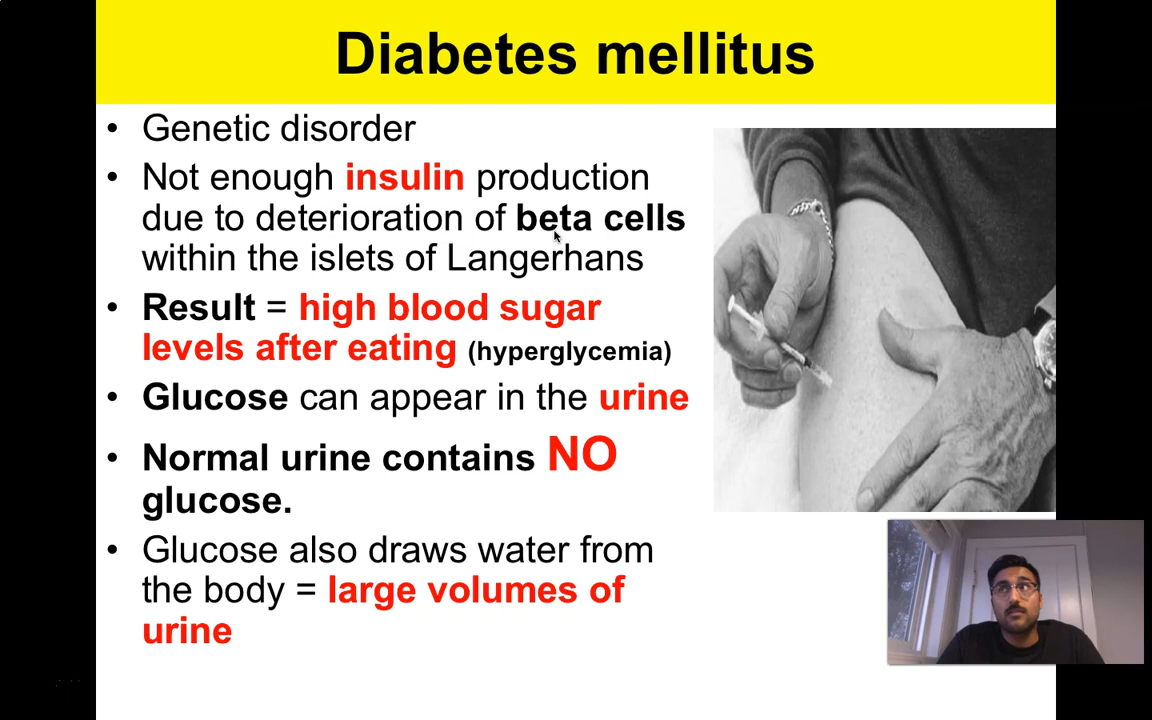 Diabetes mellitus
• Genetic disorder
• Not enough insulin production
due to deterioration of beta cells
within the islets of Langerhans
• Result = high blood sugar
levels after eating (hyperglycemia)
• Glucose can appear in the urine
• Normal urine contains NO
glucose.
• Glucose also draws water from
the body = large volumes of
urine